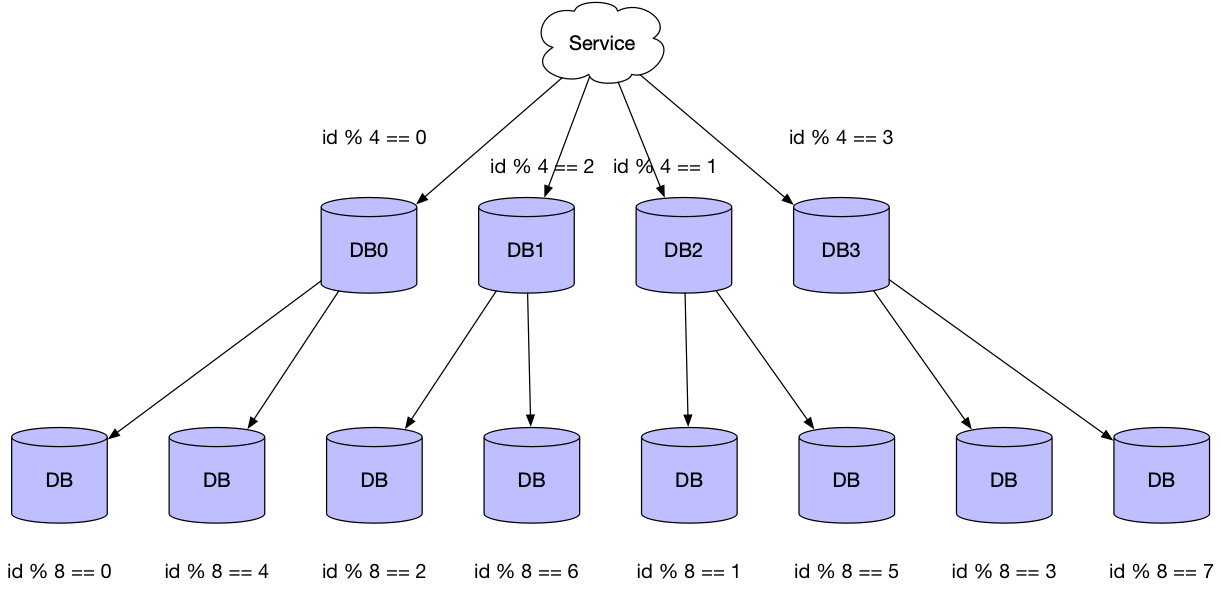 Service
id % 4 == 0
id % 4 == 2
id % 4 == 1
id % 4 == 3
DB0
DB1
DB2
DB3
DB
DB
DB
DB
DB
DB
DB
DB
id % 8 == 0
id % 8 == 4
id % 8 == 2
id % 8 == 6
id % 8 == 1
id % 8 == 5
id % 8 == 3
id % 8 == 7